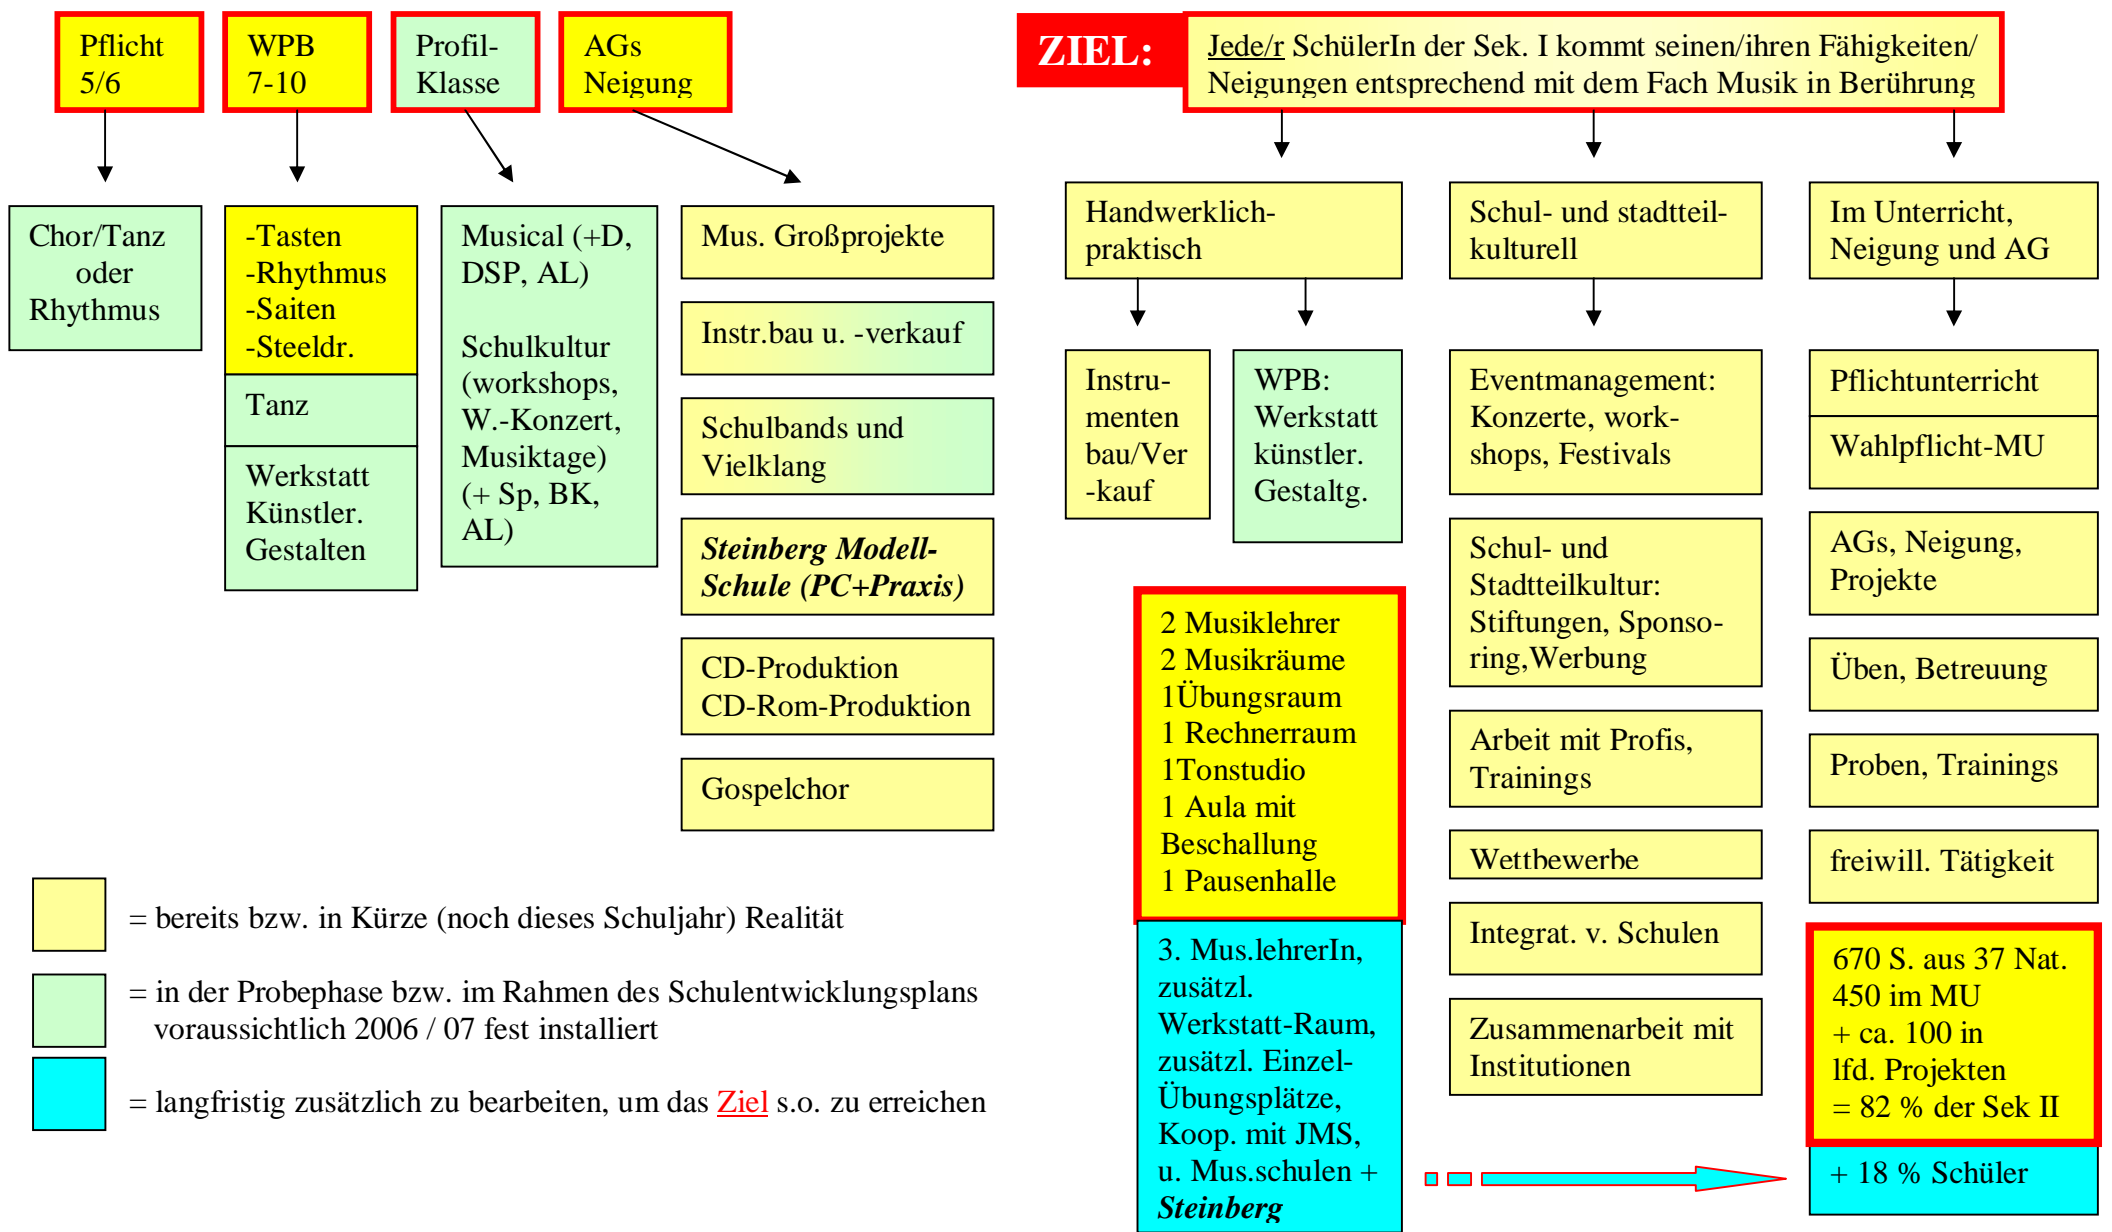 Pflicht
5/6
WPB
7-10
Profil-
Klasse
AGs
Neigung
ZIEL:
Jede/r SchülerIn der Sek. I kommt seinen/ihren Fähigkeiten/
Neigungen entsprechend mit dem Fach Musik in Berührung
Chor/Tanz
oder
Rhythmus
-Tasten
-Rhythmus
-Saiten
-Steeldr.
Tanz
Werkstatt
Künstler.
Gestalten
Musical (+D,
DSP, AL)
Schulkultur
(workshops,
W.-Konzert,
Musiktage)
(+ Sp, BK,
AL)
Mus. Großprojekte
Instr.bau u. -verkauf
Schulbands und
Vielklang
Steinberg Modell-
Schule (PC+Praxis)
CD-Produktion
CD-Rom-Produktion
Gospelchor
Handwerklich-
praktisch
Instru-
menten
bau/Ver
-kauf
WPB:
Werkstatt
künstler.
Gestaltg.
Schul- und stadtteil-
kulturell
Eventmanagement:
Konzerte, work-
shops, Festivals
Schul- und
Stadtteilkultur:
Stiftungen, Sponso-
ring,Werbung
Arbeit mit Profis,
Trainings
Wettbewerbe
Integrat. v. Schulen
Zusammenarbeit mit
Institutionen
Im Unterricht,
Neigung und AG
Pflichtunterricht
Wahlpflicht-MU
AGs, Neigung,
Projekte
Üben, Betreuung
Proben, Trainings
freiwill. Tätigkeit
2 Musiklehrer
2 Musikräume
1Übungsraum
1 Rechnerraum
1Tonstudio
1 Aula mit
Beschallung
1 Pausenhalle
3. Mus.lehrerIn,
zusätzl.
Werkstatt-Raum,
zusätzl. Einzel-
Übungsplätze,
Koop. mit JMS,
u. Mus.schulen +
Steinberg
670 S. aus 37 Nat.
450 im MU
+ ca. 100 in
lfd. Projekten
= 82 % der Sek II
+ 18 % Schüler
= bereits bzw. in Kürze (noch dieses Schuljahr) Realität
= in der Probephase bzw. im Rahmen des Schulentwicklungsplans
voraussichtlich 2006 / 07 fest installiert
= langfristig zusätzlich zu bearbeiten, um das Ziel s.o. zu erreichen